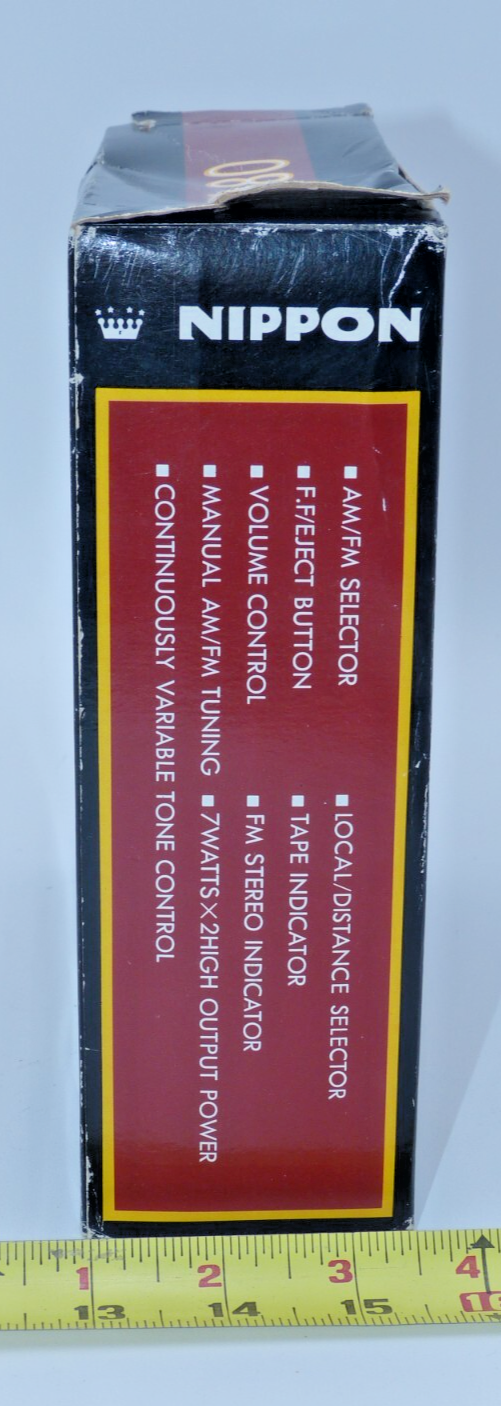 NIPPON
■ AM/FM SELECTOR
■ F.F/EJECT BUTTON
■ VOLUME CONTROL
■ MANUAL AM/FM TUNING
■ CONTINUOUSLY VARIABLE TONE CONTROL
■ LOCAL/DISTANCE SELECTOR
■ TAPE INDICATOR
■ FM STEREO INDICATOR
■ 7WATTS×2HIGH OUTPUT POWER
1 2 3 4
13 14 15